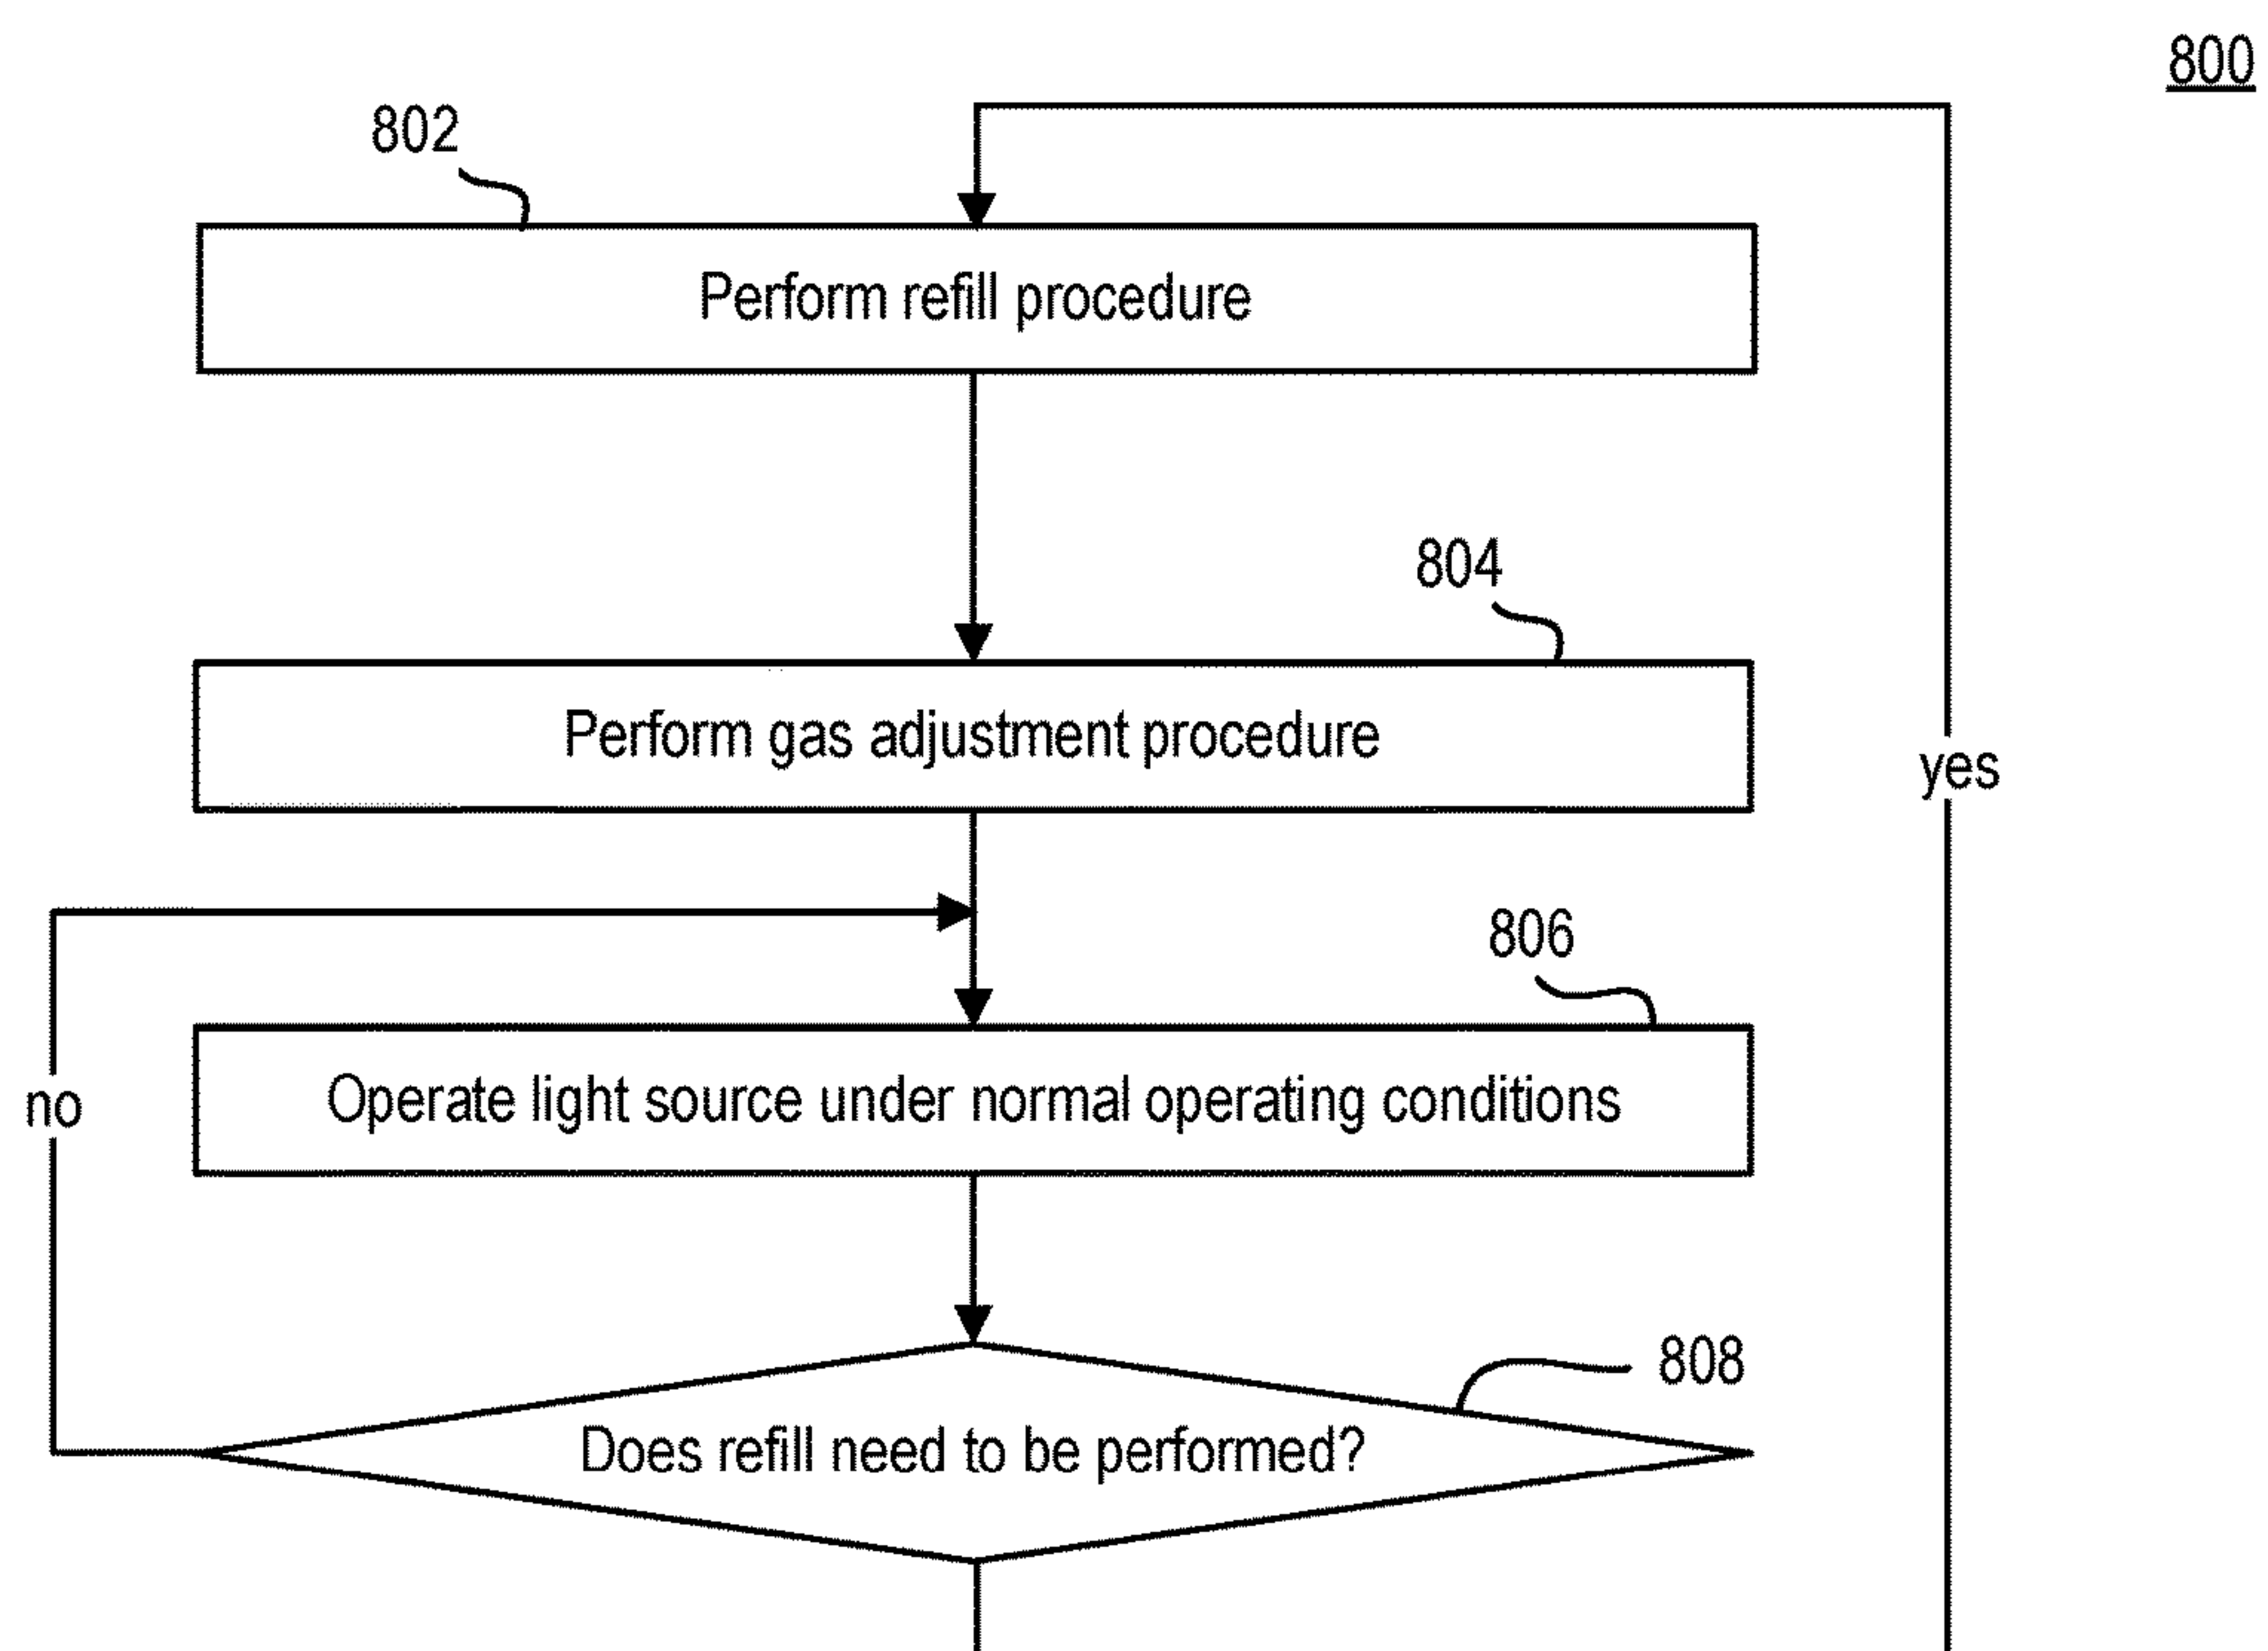 800
802
Perform refill procedure
804
Perform gas adjustment procedure
yes
806
Operate light source under normal operating conditions
no
808
Does refill need to be performed?